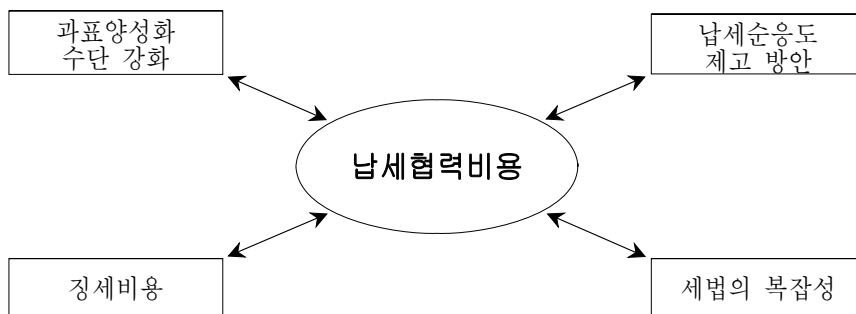 과표양성화
수단 강화
납세순응도
제고 방안
납세협력비용
징세비용
세법의 복잡성